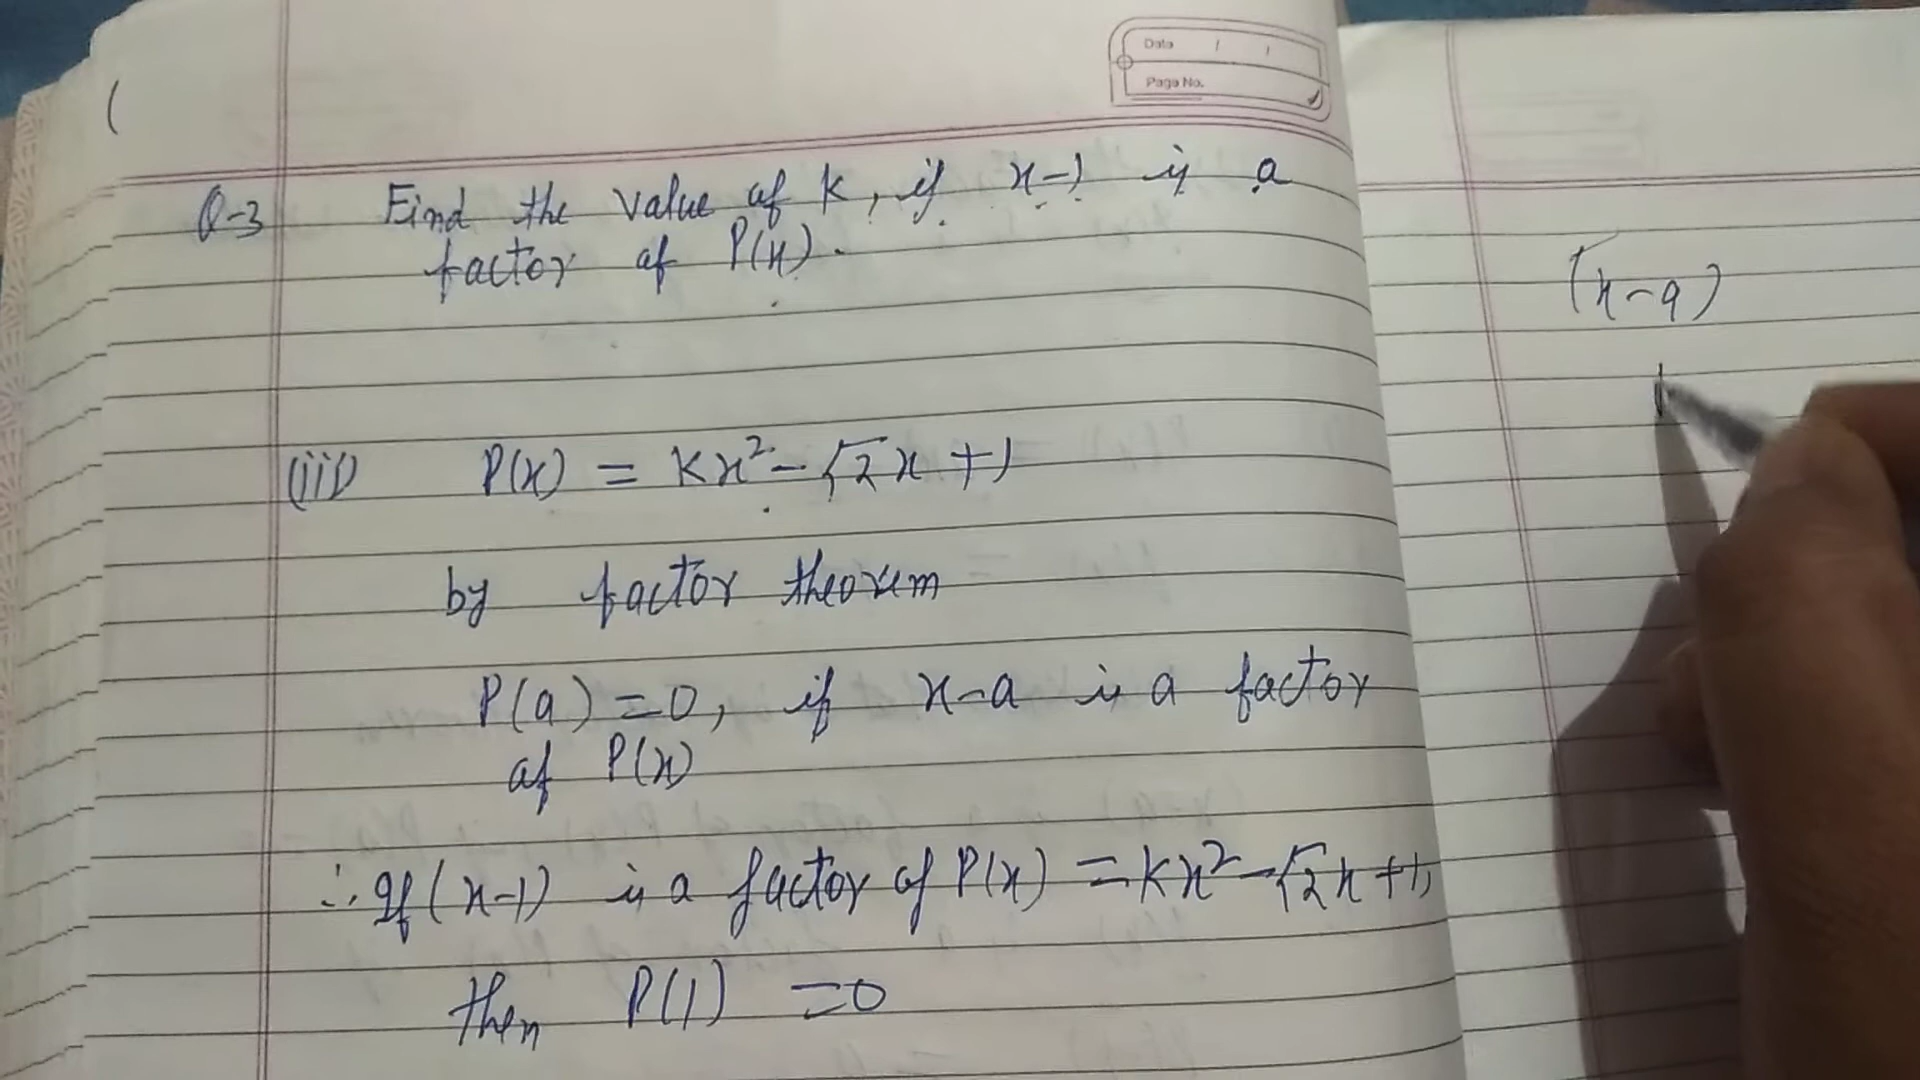 Data / /
Page No.
(
Q-3 Find the value of k, if x-1 is a
factor of P(x).
(iii) P(x) = kx²-√2x+1
by factor theorem
P(a)=0, if x-a is a factor
of P(x)
∴ If (x-1) is a factor of P(x) = kx²-√2x+1,
then P(1) =0
(x-a)